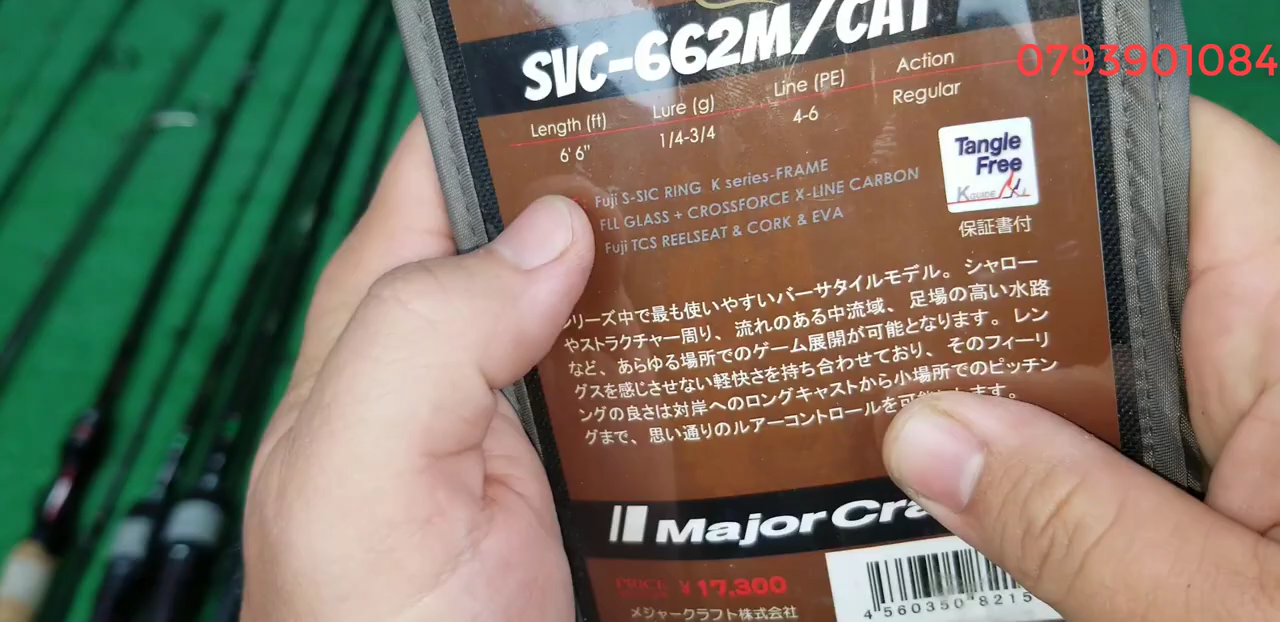 SVC-662M/CAT
0793901084
Length (ft) Lure (g) Line (PE) Action
6' 6" 1/4-3/4 4-6 Regular
Fuji S-SIC RING K series-FRAME
FLL GLASS + CROSSFORCE X-LINE CARBON
Fuji TCS REELSEAT & CORK & EVA
Tangle
Free
K GUIDE
保証書付
シリーズ中で最も使いやすいバーサタイルモデル。シャロー
やストラクチャー周り、流れのある中流域、足場の高い水路
など、あらゆる場所でのゲーム展開が可能となります。レン
グスを感じさせない軽快さを持ち合わせており、そのフィーリ
ングの良さは対岸へのロングキャストから小場所でのピッチン
グまで、思い通りのルアーコントロールを可能 ます。
Major
PRICE ¥17,300
メジャークラフト株式会社
4 560350 8215